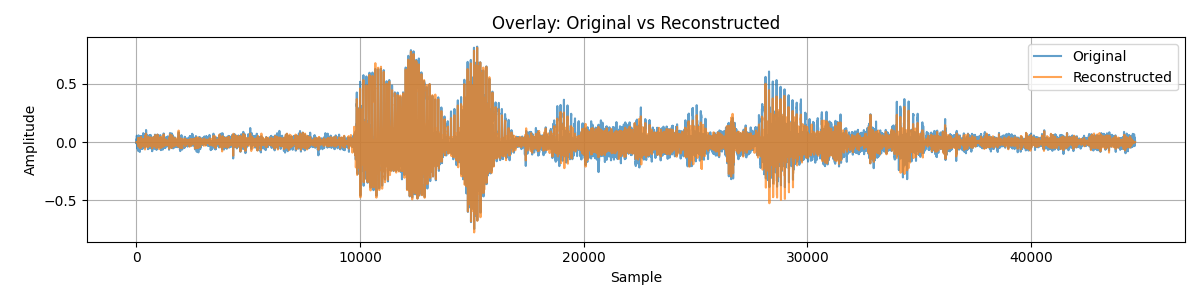 Overlay: Original vs Reconstructed
Original
Reconstructed
Amplitude
0.5
0.0
−0.5
0 10000 20000 30000 40000
Sample